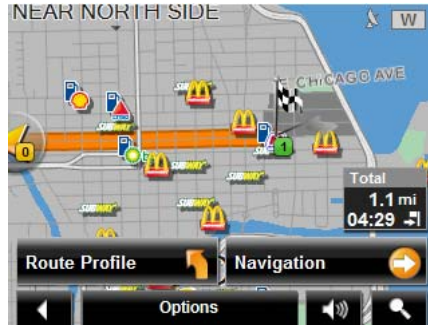 NEAR NORTH SIDE
W
CHICAGO AVE
SUBWAY
SUBWAY
0
1
SUBWAY
SUBWAY
SUBWAY
SUBWAY
Total
1.1 mi
04:29
SUBWAY
Route Profile
Navigation
Options